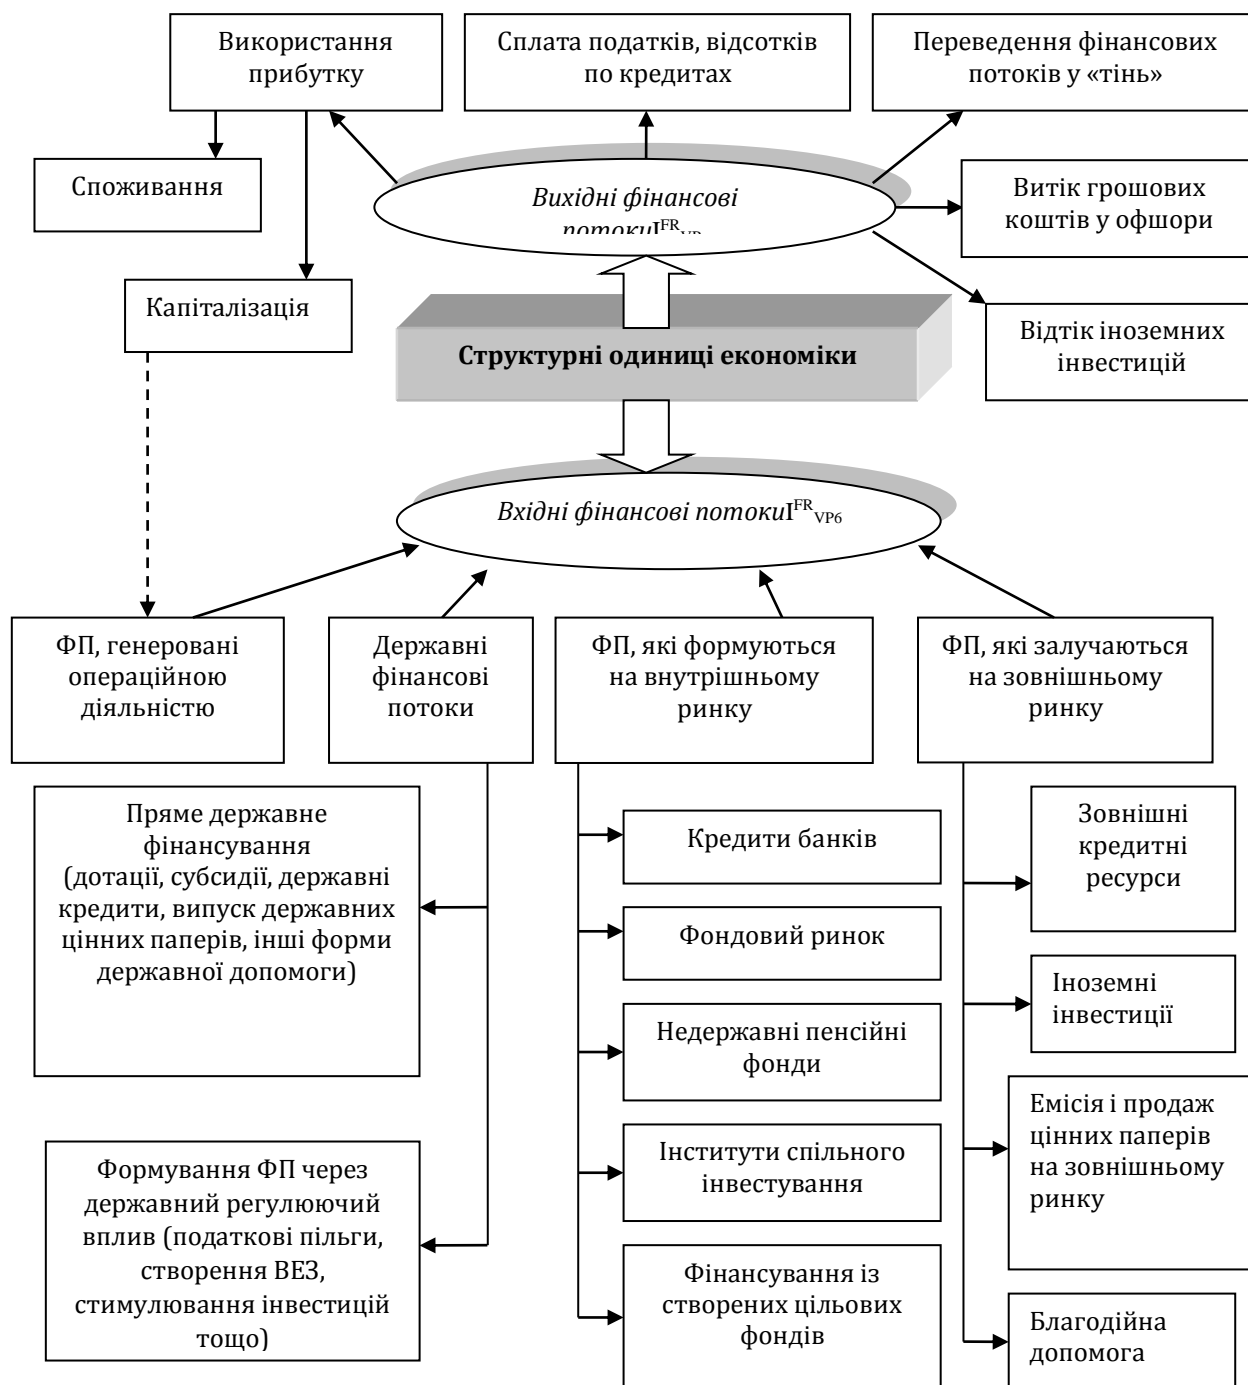 Використання
прибутку
Сплата податків, відсотків
по кредитах
Переведення фінансових
потоків у «тінь»
Споживання
Вихідні фінансові
потокиI^FR
Витік грошових
коштів у офшори
Капіталізація
Структурні одиниці економіки
Відтік іноземних
інвестицій
Вхідні фінансові потокиI^FR_VP6
ФП, генеровані
операційною
діяльністю
Державні
фінансові
потоки
ФП, які формуються
на внутрішньому
ринку
ФП, які залучаються
на зовнішньому
ринку
Пряме державне
фінансування
(дотації, субсидії, державні
кредити, випуск державних
цінних паперів, інші форми
державної допомоги)
Формування ФП через
державний регулюючий
вплив (податкові пільги,
створення ВЕЗ,
стимулювання інвестицій
тощо)
Кредити банків
Фондовий ринок
Недержавні пенсійні
фонди
Інститути спільного
інвестування
Фінансування із
створених цільових
фондів
Зовнішні
кредитні
ресурси
Іноземні
інвестиції
Емісія і продаж
цінних паперів
на зовнішньому
ринку
Благодійна
допомога